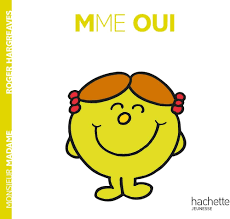 MME OUI
ROGER HARGREAVES
MONSIEUR MADAME
hachette
JEUNESSE